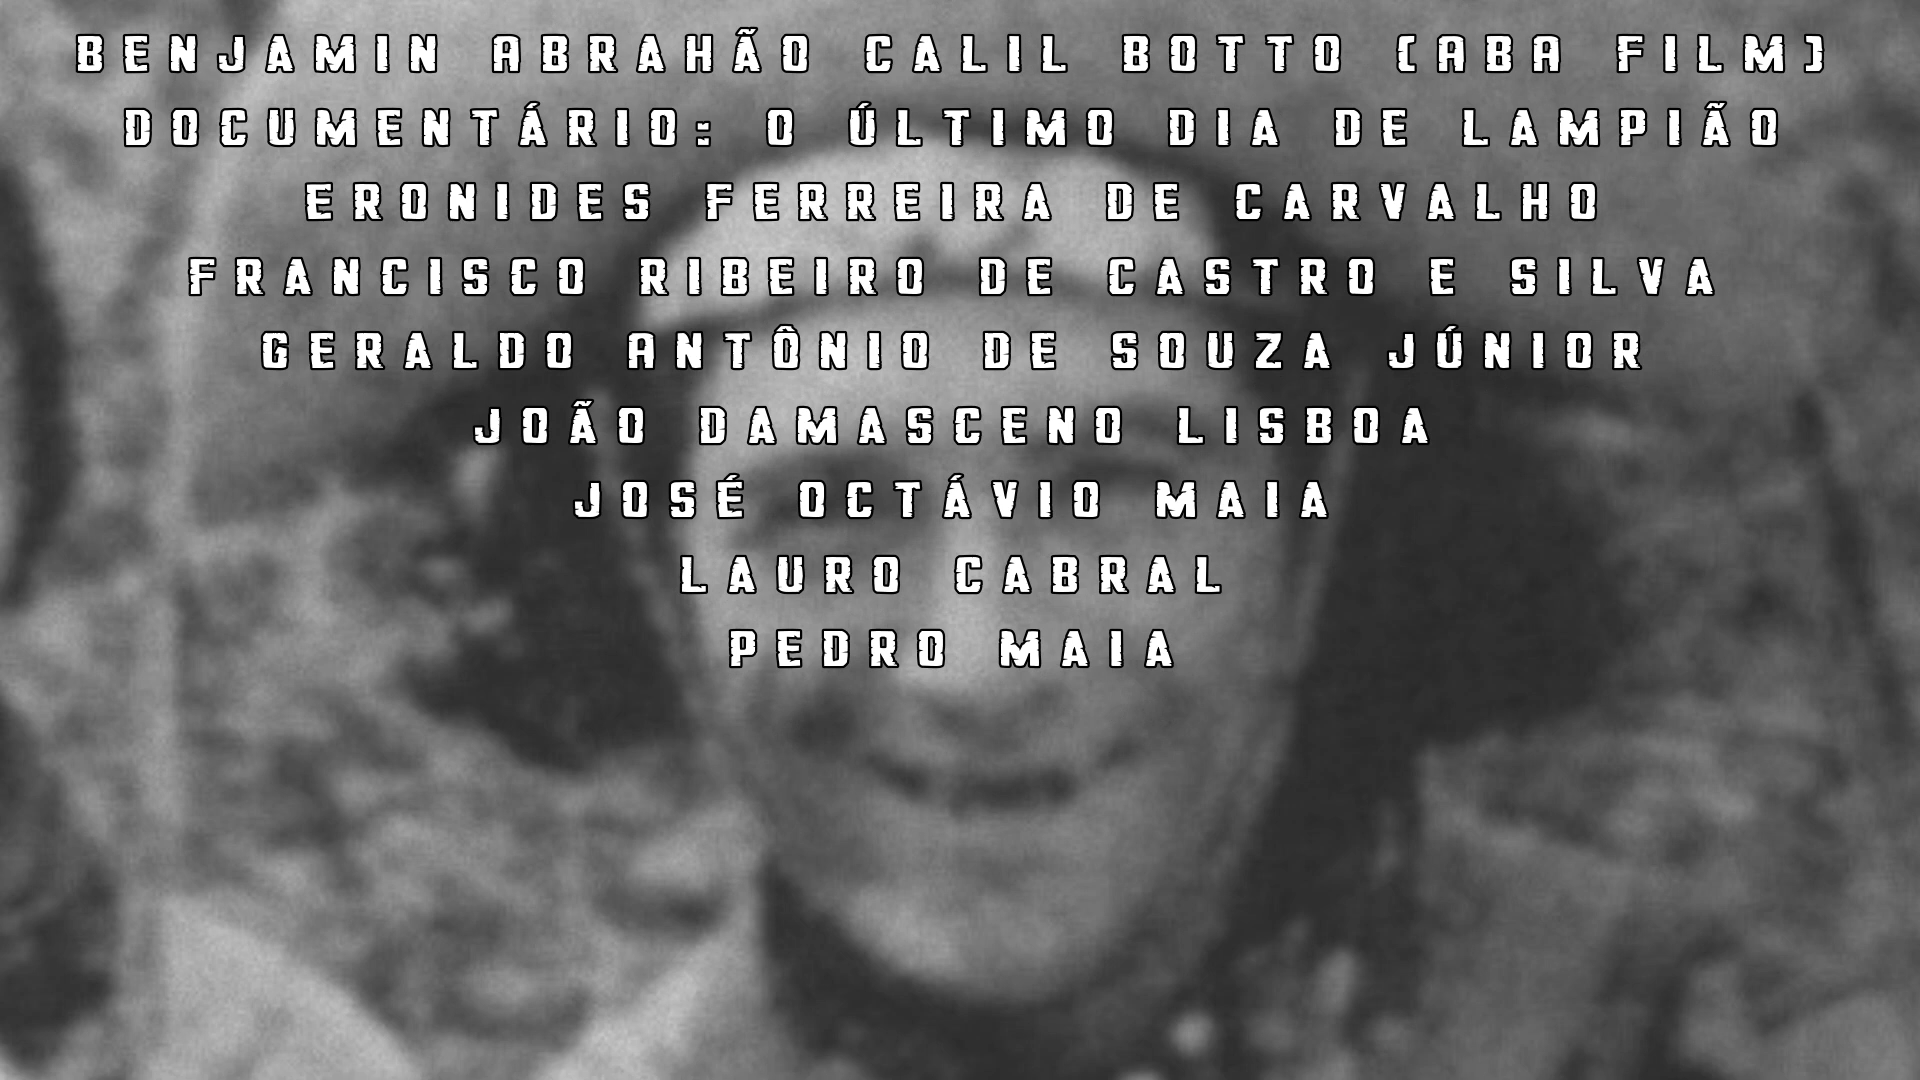 BENJAMIN ABRAHÃO CALIL BOTTO (ABA FILM)
DOCUMENTÁRIO: O ÚLTIMO DIA DE LAMPIÃO
ERONIDES FERREIRA DE CARVALHO
FRANCISCO RIBEIRO DE CASTRO E SILVA
GERALDO ANTÔNIO DE SOUZA JÚNIOR
JOÃO DAMASCENO LISBOA
JOSÉ OCTÁVIO MAIA
LAURO CABRAL
PEDRO MAIA